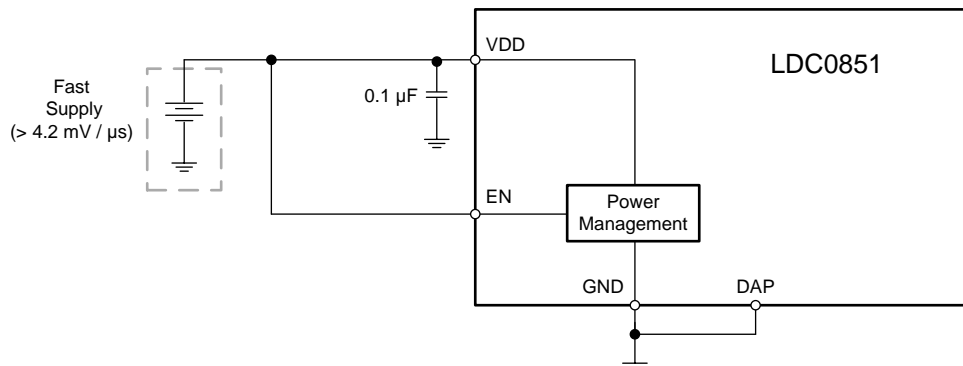 VDD
LDC0851
Fast
Supply
(> 4.2 mV / µs)
0.1 µF
EN
Power
Management
GND
DAP